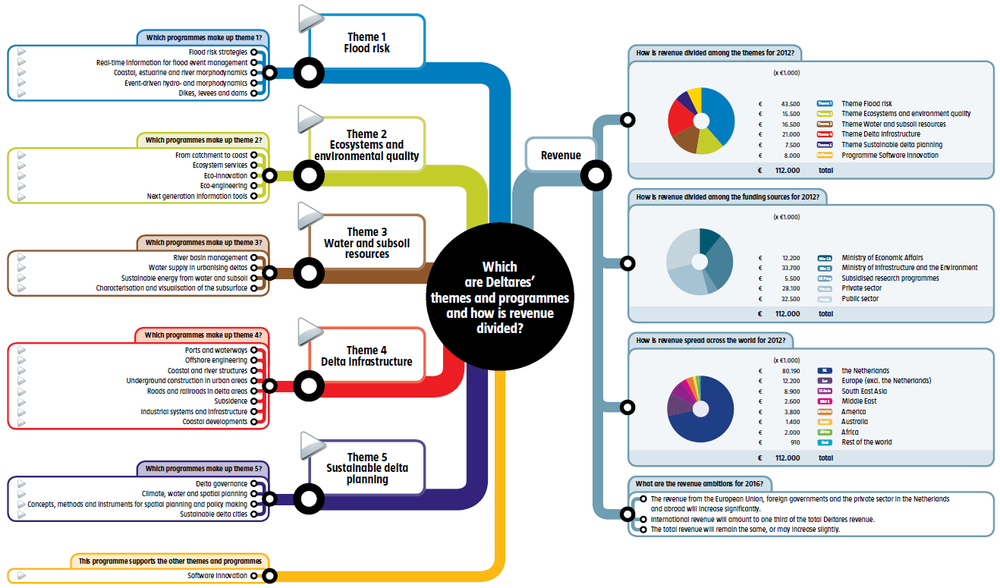 Which programmes make up theme 1?
Flood risk strategies
Real-time information for flood event management
Coastal, estuarine and river morphodynamics
Event-driven hydro- and morphodynamics
Dikes, levees and dams
Theme 1
Flood risk
Which programmes make up theme 2?
From catchment to coast
Ecosystem services
Eco-innovation
Eco-engineering
Next generation information tools
Theme 2
Ecosystems and
environmental quality
Which programmes make up theme 3?
River basin management
Water supply in urbanising deltas
Sustainable energy from water and subsoil
Characterisation and visualisation of the subsurface
Theme 3
Water and subsoil
resources
Which programmes make up theme 4?
Ports and waterways
Offshore engineering
Coastal and river structures
Underground construction in urban areas
Roads and railroads in delta areas
Subsidence
Industrial systems and infrastructure
Coastal developments
Theme 4
Delta Infrastructure
Which programmes make up theme 5?
Delta governance
Climate, water and spatial planning
Concepts, methods and instruments for spatial planning and policy making
Sustainable delta cities
Theme 5
Sustainable delta
planning
This programme supports the other themes and programmes
Software innovation
Which
are Deltares’
themes and programmes
and how is revenue
divided?
Revenue
How is revenue divided among the themes for 2012?
(x €1.000)
€ 43.500 Theme 1 Theme Flood risk
€ 15.500 Theme 2 Theme Ecosystems and environment quality
€ 16.500 Theme 3 Theme Water and subsoil resources
€ 21.000 Theme 4 Theme Delta Infrastructure
€ 7.500 Theme 5 Theme Sustainable delta planning
€ 8.000 Software Programme Software Innovation
€ 112.000 total
How is revenue divided among the funding sources for 2012?
(x €1.000)
€ 12.200 Min EA Ministry of Economic Affairs
€ 33.700 Min IE Ministry of Infrastructure and the Environment
€ 5.500 SR Prog Subsidised research programmes
€ 28.100 Private Private sector
€ 32.500 Public Public sector
€ 112.000 total
How is revenue spread across the world for 2012?
(x €1.000)
€ 80.190 NL the Netherlands
€ 12.200 Eur Europe (excl. the Netherlands)
€ 8.900 SE Asia South East Asia
€ 2.600 Mid E Middle East
€ 3.800 America America
€ 1.400 Austr Australia
€ 2.000 Africa Africa
€ 910 Rest Rest of the world
€ 112.000 total
What are the revenue ambitions for 2016?
The revenue from the European Union, foreign governments and the private sector in the Netherlands
and abroad will increase significantly.
International revenue will amount to one third of the total Deltares revenue.
The total revenue will remain the same, or may increase slightly.